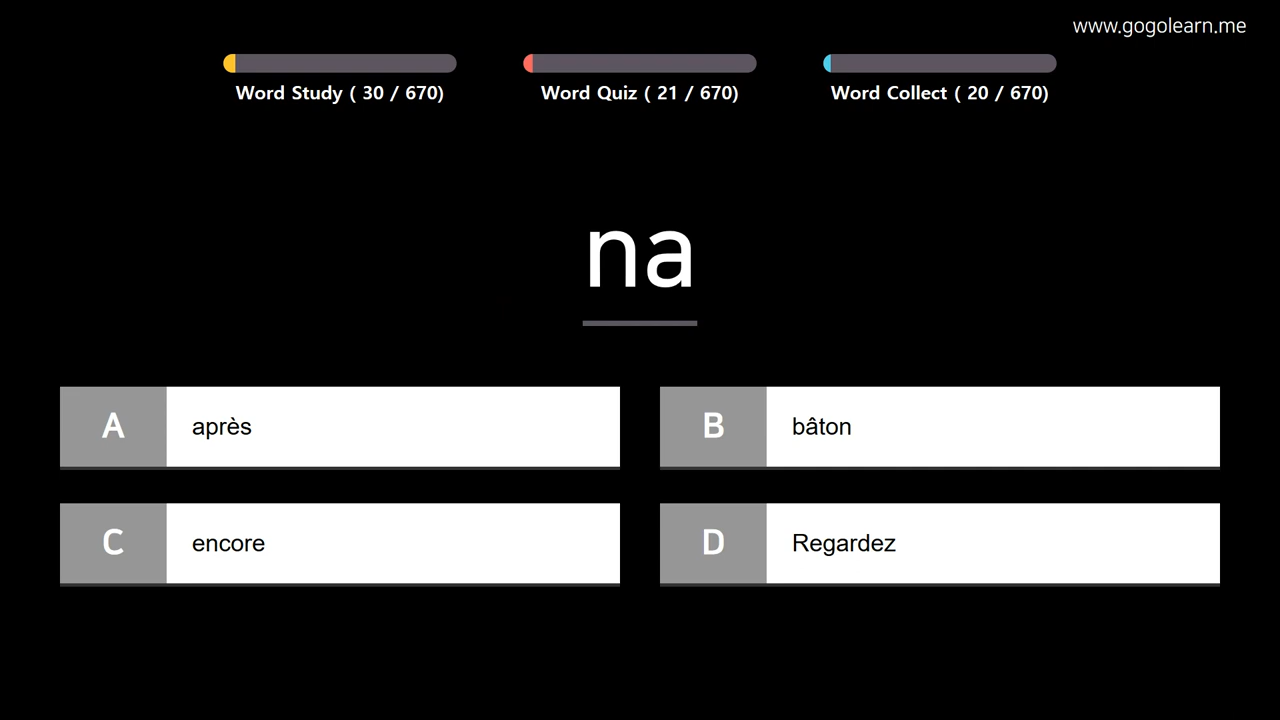 www.gogolearn.me
Word Study ( 30 / 670)
Word Quiz ( 21 / 670)
Word Collect ( 20 / 670)
na
A après
B bâton
C encore
D Regardez